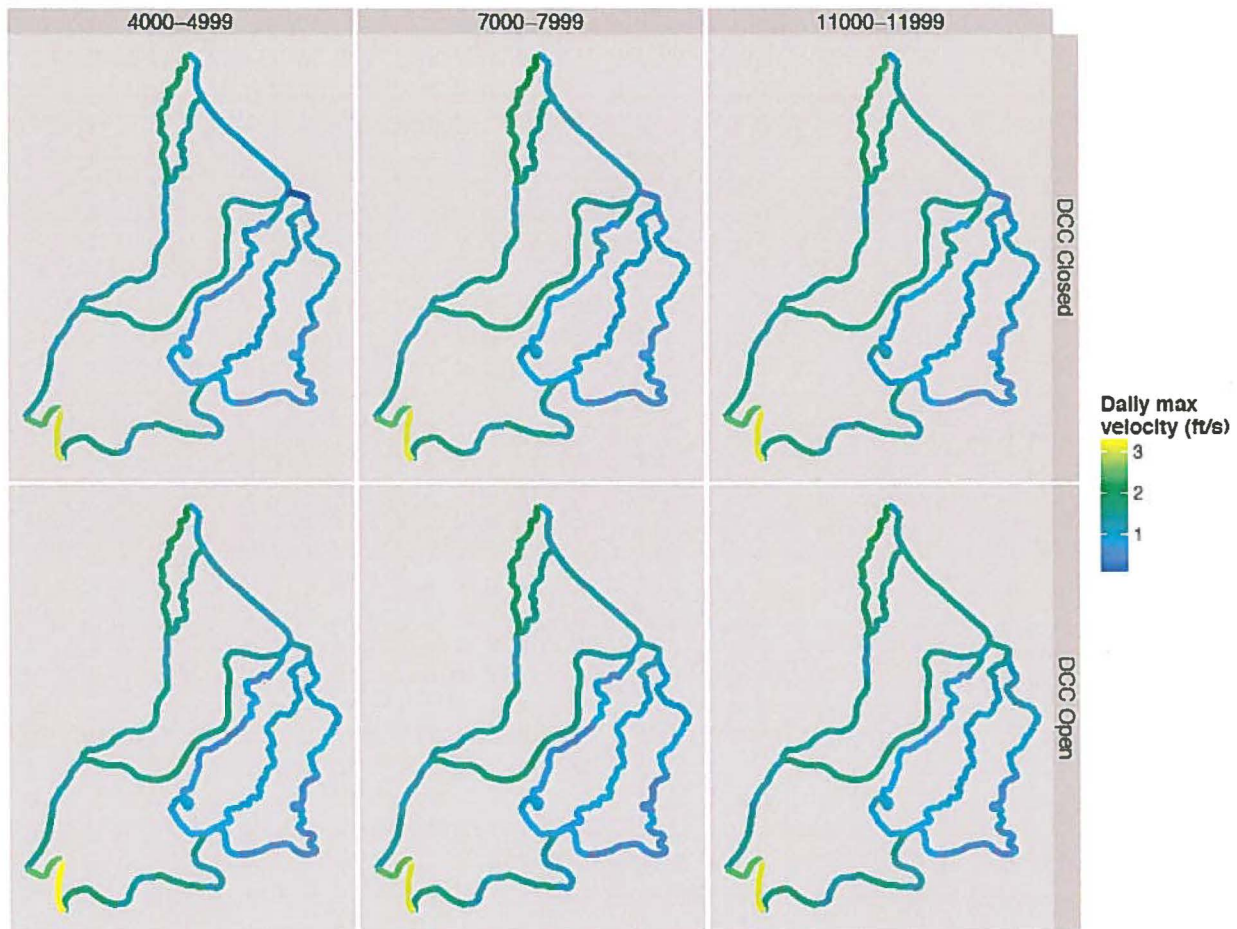 4000–4999
7000–7999
11000–11999
DCC Closed
DCC Open
Daily max
velocity (ft/s)
3
2
1